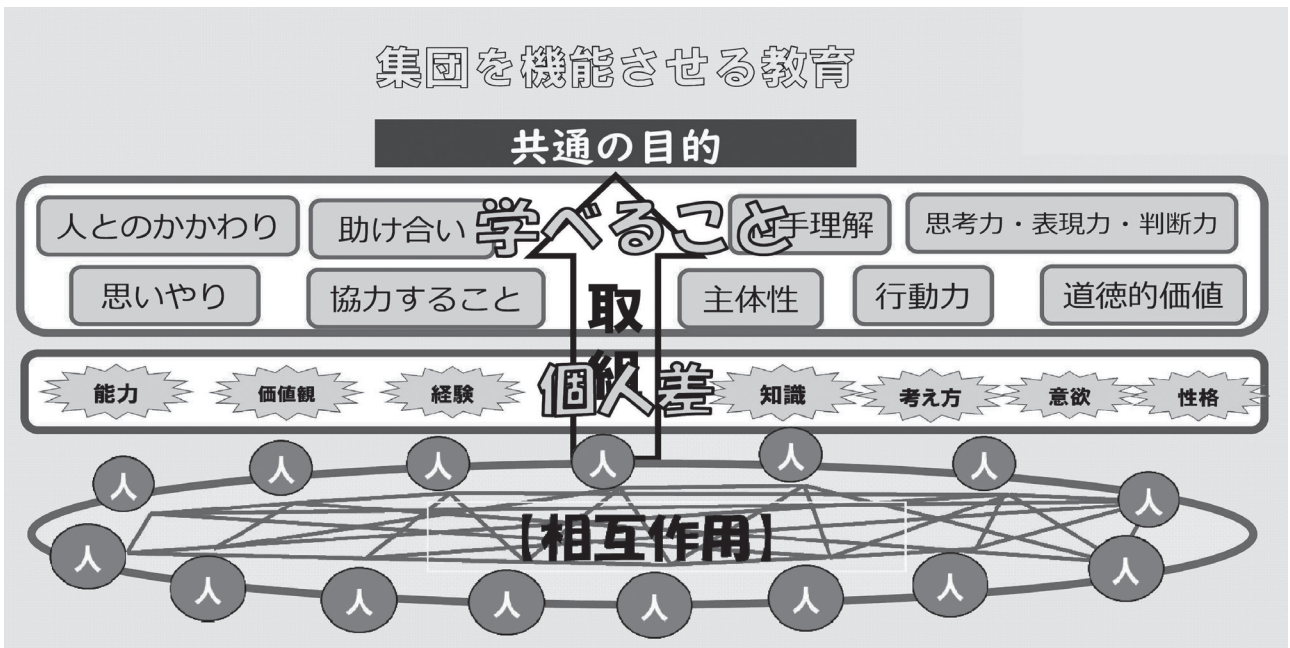 集団を機能させる教育
共通の目的
学べること
人とのかかわり
助け合い
手理解
思考力・表現力・判断力
思いやり
協力すること
主体性
行動力
道徳的価値
取組
個人差
能力
価値観
経験
知識
考え方
意欲
性格
人
人
人
人
人
人
人
【相互作用】
人
人
人
人
人
人
人
人